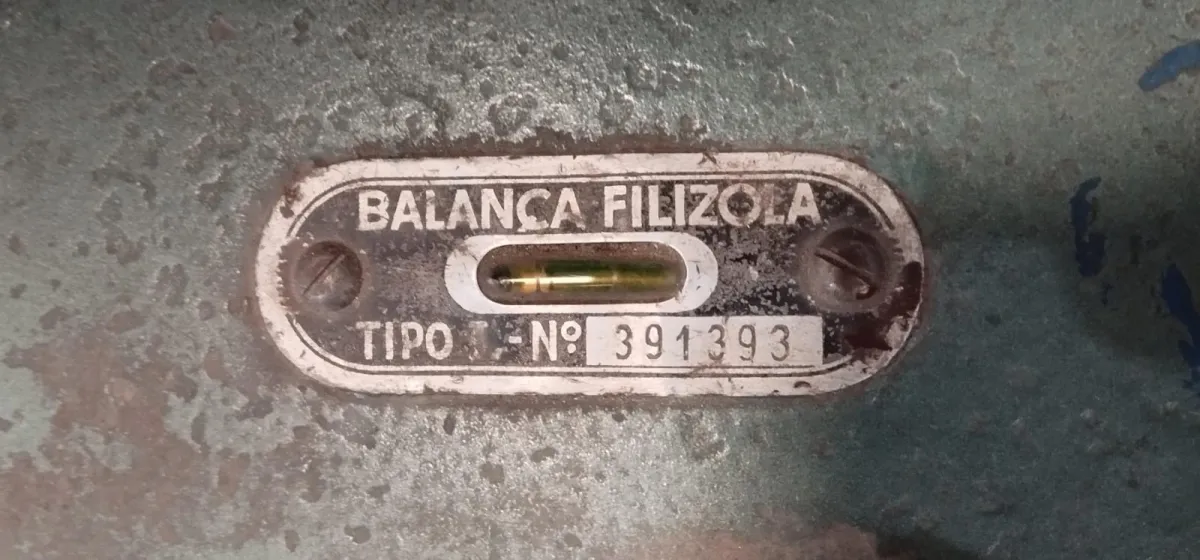 BALANÇA FILIZOLA
TIPO - Nº 391393